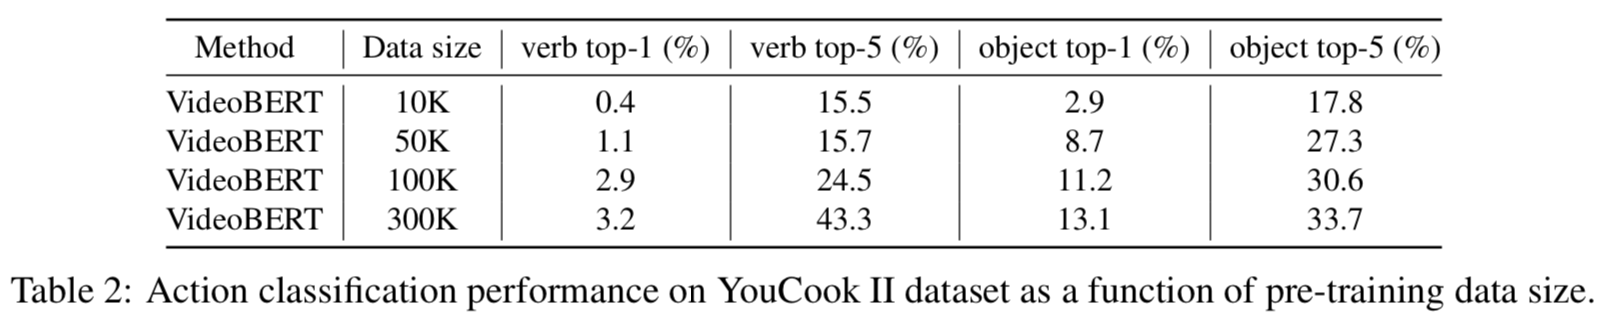 Method Data size verb top-1 (%) verb top-5 (%) object top-1 (%) object top-5 (%)
VideoBERT 10K 0.4 15.5 2.9 17.8
VideoBERT 50K 1.1 15.7 8.7 27.3
VideoBERT 100K 2.9 24.5 11.2 30.6
VideoBERT 300K 3.2 43.3 13.1 33.7
Table 2: Action classification performance on YouCook II dataset as a function of pre-training data size.